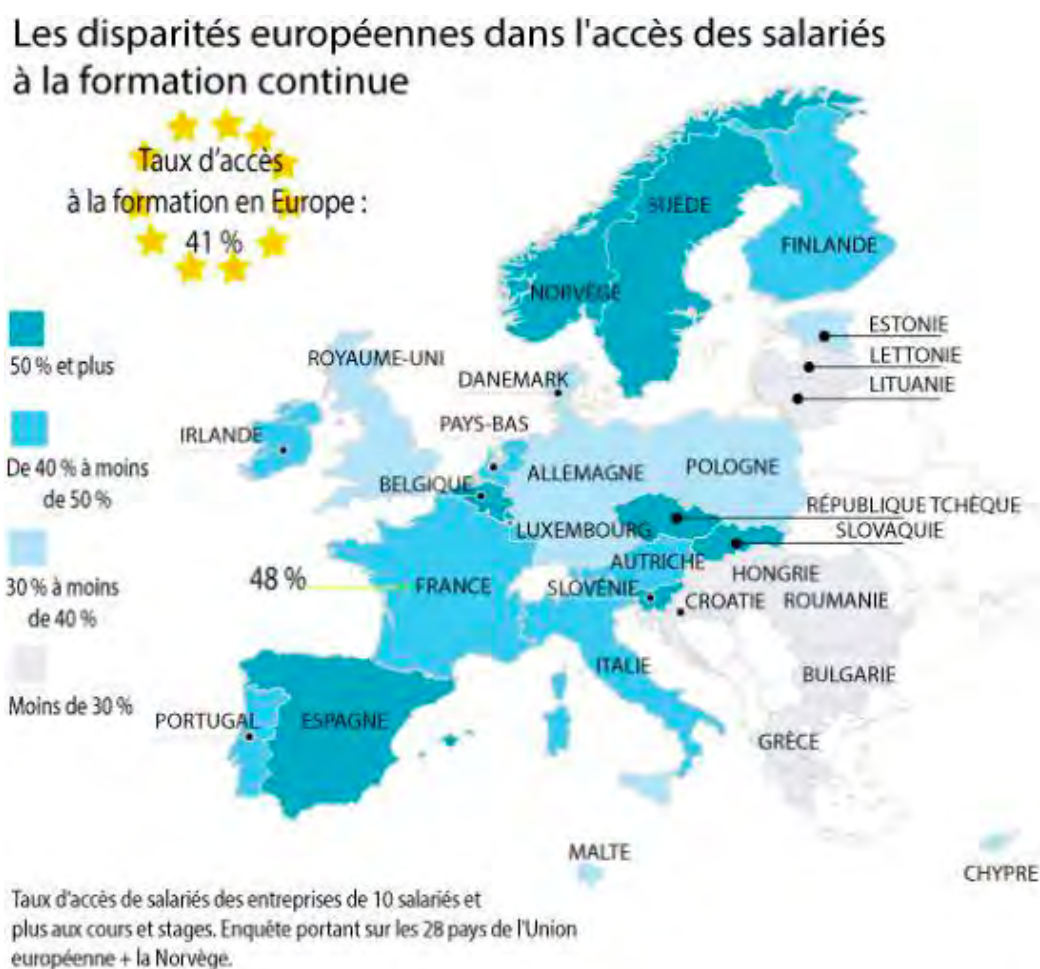 Les disparités européennes dans l'accès des salariés
à la formation continue
Taux d'accès
à la formation en Europe :
41 %
50 % et plus
De 40 % à moins
de 50 %
30 % à moins
de 40 %
Moins de 30 %
SUÈDE
FINLANDE
NORVÈGE
ESTONIE
LETTONIE
LITUANIE
ROYAUME-UNI
DANEMARK
PAYS-BAS
IRLANDE
BELGIQUE
ALLEMAGNE
POLOGNE
RÉPUBLIQUE TCHÈQUE
LUXEMBOURG
SLOVAQUIE
AUTRICHE
HONGRIE
48 %
FRANCE
SLOVÉNIE
CROATIE
ROUMANIE
ITALIE
BULGARIE
PORTUGAL
ESPAGNE
GRÈCE
MALTE
CHYPRE
Taux d'accès de salariés des entreprises de 10 salariés et
plus aux cours et stages. Enquête portant sur les 28 pays de l'Union
européenne + la Norvège.